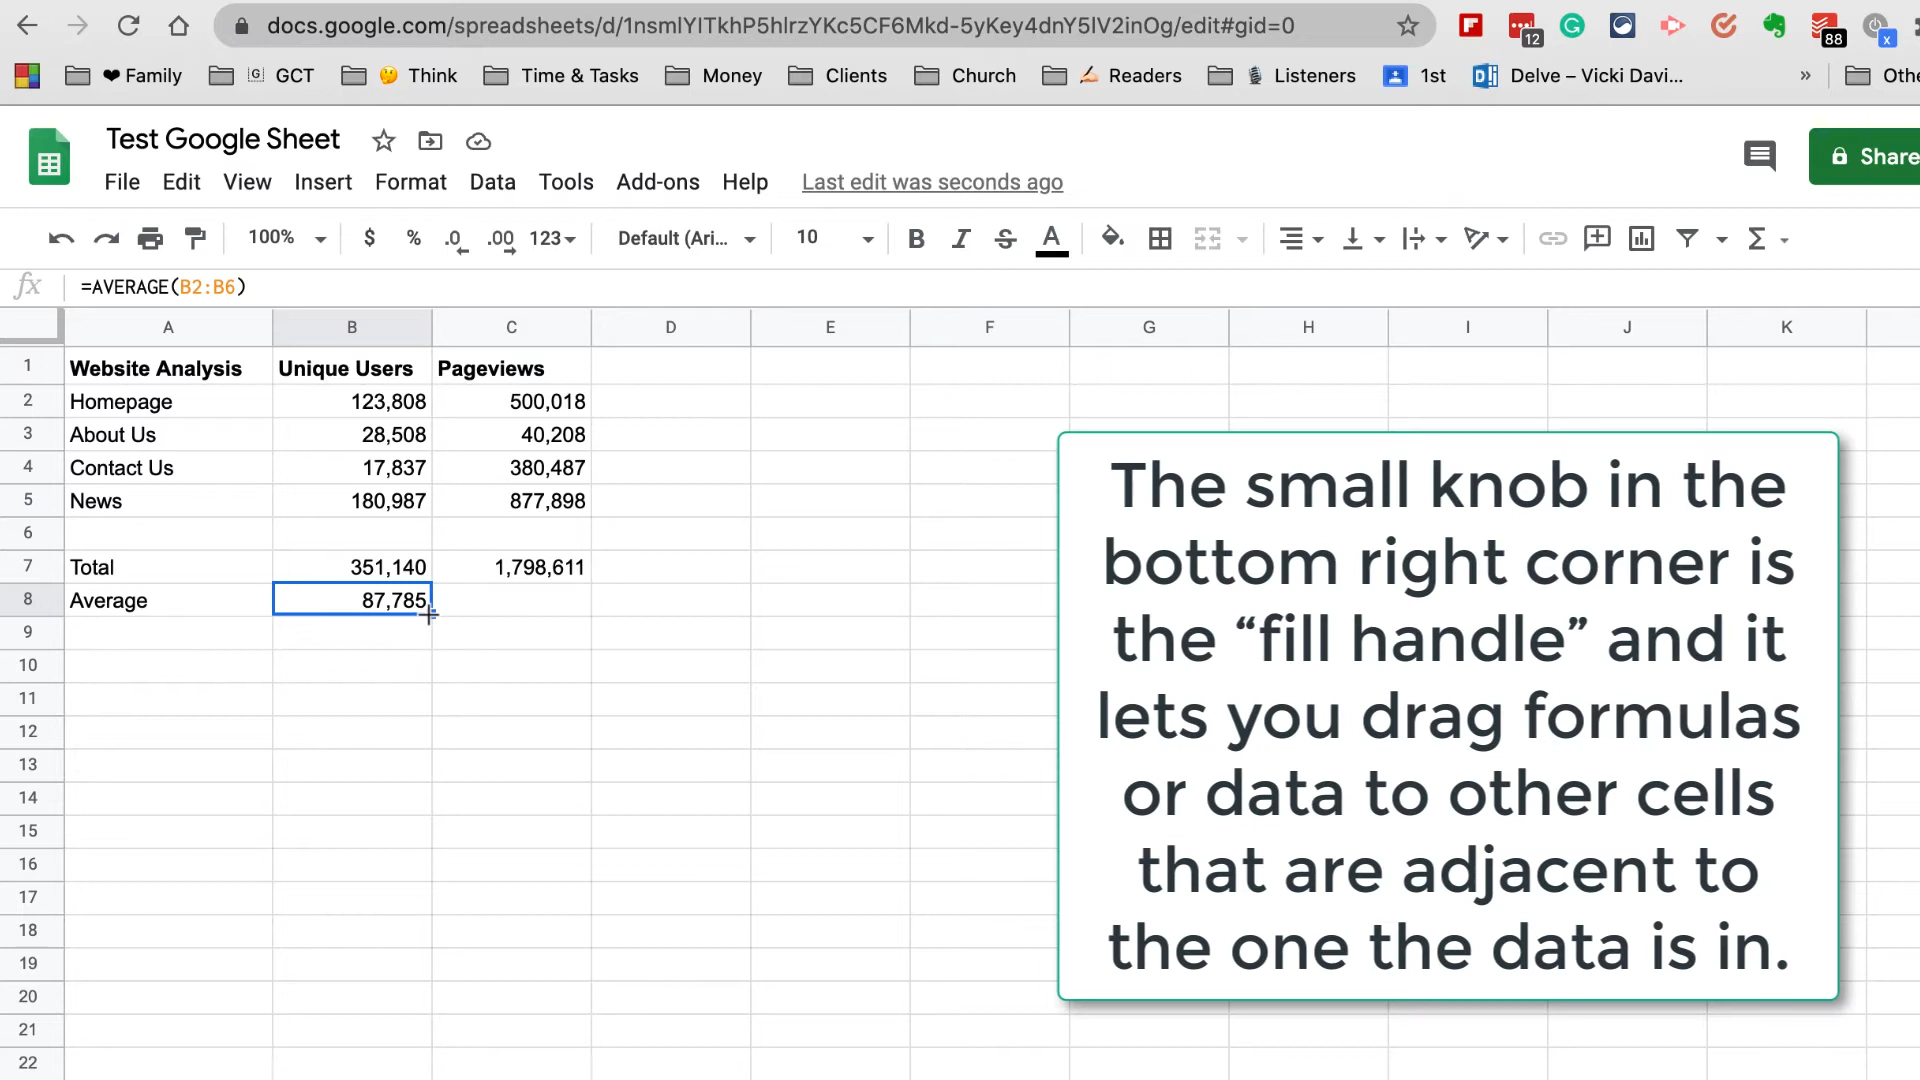 docs.google.com/spreadsheets/d/1nsmlYITkhP5hlrzYKc5CF6Mkd-5yKey4dnY5lV2inOg/edit#gid=0
12
88
x
❤ Family
GCT
🤔 Think
Time & Tasks
Money
Clients
Church
✍ Readers
🎙 Listeners
1st
Delve – Vicki Davi...
»
Othe
Test Google Sheet
Share
File Edit View Insert Format Data Tools Add-ons Help Last edit was seconds ago
100% $ % .0 .00 123 Default (Ari... 10 B I S A Σ
fx =AVERAGE(B2:B6)
A B C D E F G H I J K
1 Website Analysis Unique Users Pageviews
2 Homepage 123,808 500,018
3 About Us 28,508 40,208
4 Contact Us 17,837 380,487
5 News 180,987 877,898
6
7 Total 351,140 1,798,611
8 Average 87,785
9
10
11
12
13
14
15
16
17
18
19
20
21
22
The small knob in the
bottom right corner is
the “fill handle” and it
lets you drag formulas
or data to other cells
that are adjacent to
the one the data is in.